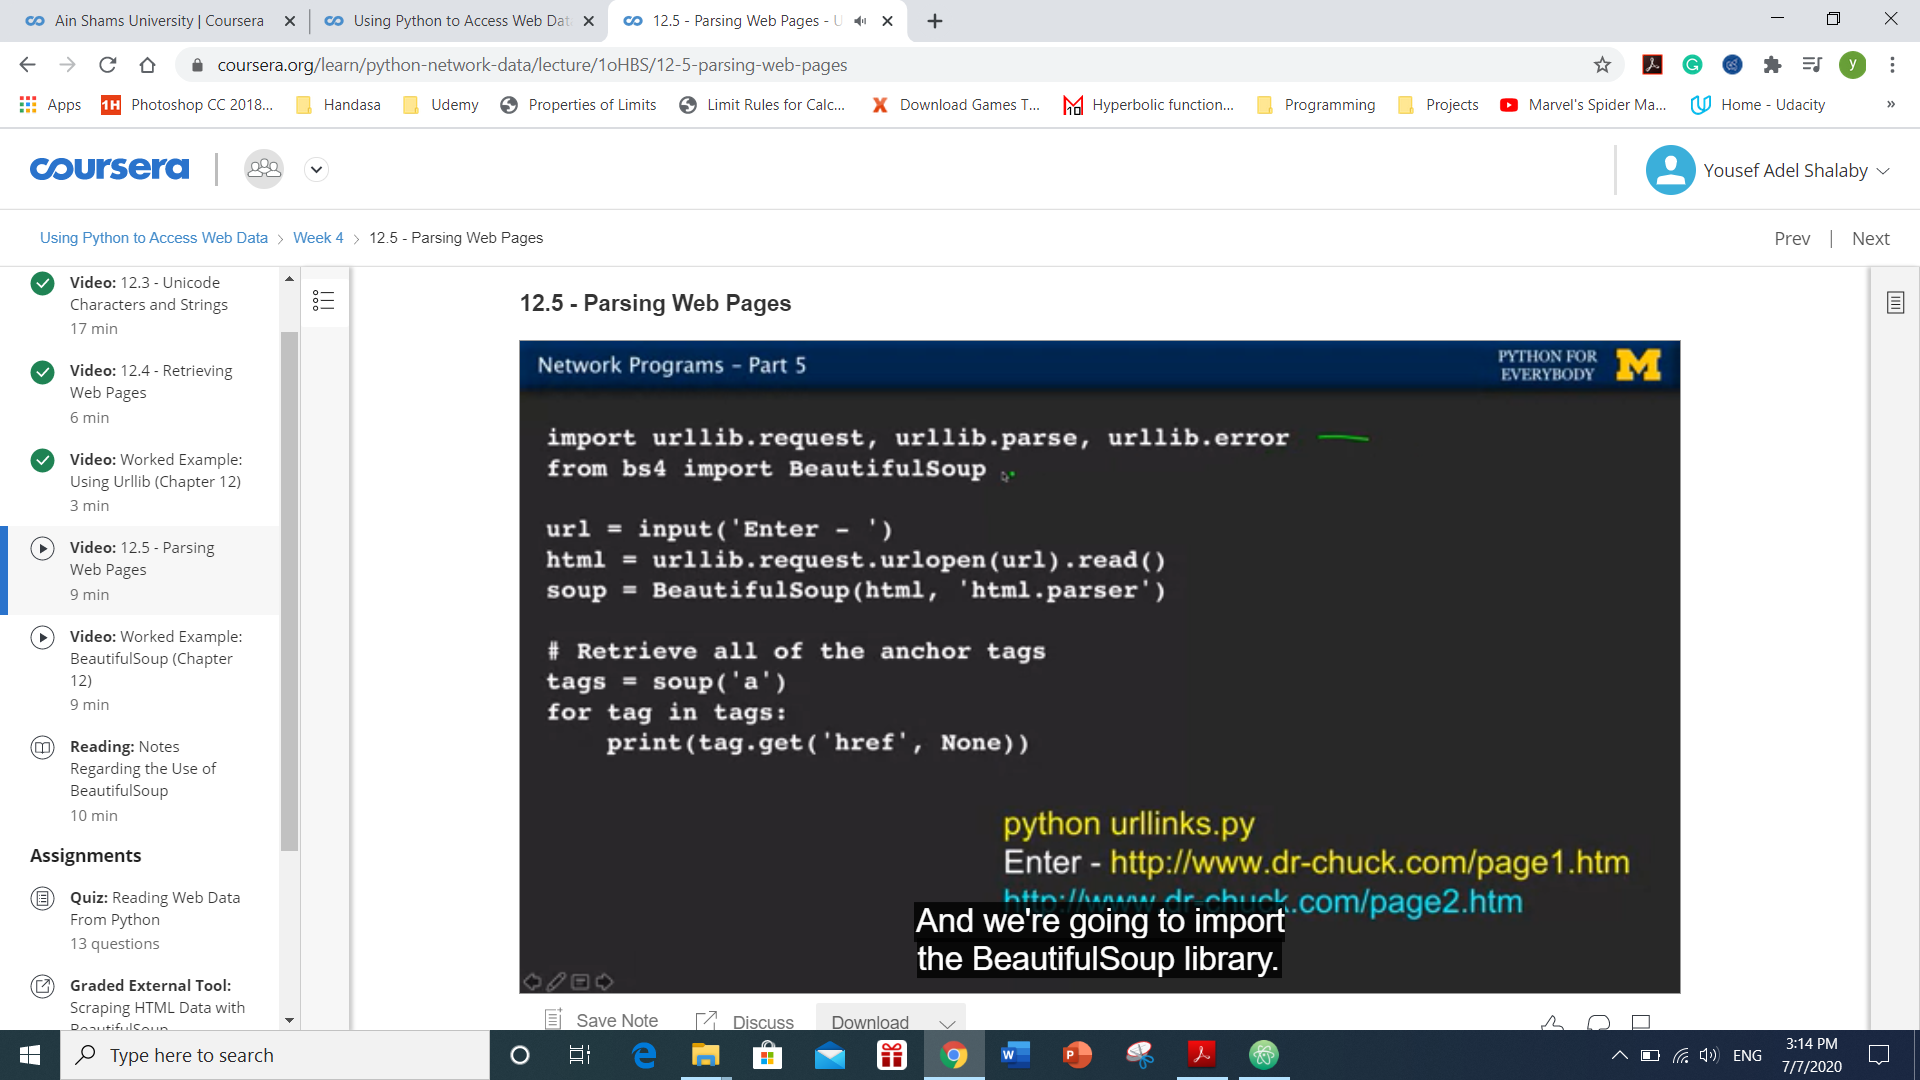 Ain Shams University | Coursera
Using Python to Access Web Dat
12.5 - Parsing Web Pages - U
coursera.org/learn/python-network-data/lecture/1oHBS/12-5-parsing-web-pages
y
Apps
1H Photoshop CC 2018...
Handasa
Udemy
Properties of Limits
Limit Rules for Calc...
Download Games T...
Hyperbolic function...
Programming
Projects
Marvel's Spider Ma...
Home - Udacity
»
coursera
Yousef Adel Shalaby
Using Python to Access Web Data > Week 4 > 12.5 - Parsing Web Pages
Prev | Next
Video: 12.3 - Unicode
Characters and Strings
17 min
Video: 12.4 - Retrieving
Web Pages
6 min
Video: Worked Example:
Using Urllib (Chapter 12)
3 min
Video: 12.5 - Parsing
Web Pages
9 min
Video: Worked Example:
BeautifulSoup (Chapter
12)
9 min
Reading: Notes
Regarding the Use of
BeautifulSoup
10 min
Assignments
Quiz: Reading Web Data
From Python
13 questions
Graded External Tool:
Scraping HTML Data with
BeautifulSoup
12.5 - Parsing Web Pages
Network Programs – Part 5
PYTHON FOR
EVERYBODY
M
import urllib.request, urllib.parse, urllib.error
from bs4 import BeautifulSoup
url = input('Enter - ')
html = urllib.request.urlopen(url).read()
soup = BeautifulSoup(html, 'html.parser')
# Retrieve all of the anchor tags
tags = soup('a')
for tag in tags:
    print(tag.get('href', None))
python urllinks.py
Enter - http://www.dr-chuck.com/page1.htm
http://www.dr-chuck.com/page2.htm
And we're going to import
the BeautifulSoup library.
Save Note
Discuss
Download
Type here to search
ENG
3:14 PM
7/7/2020